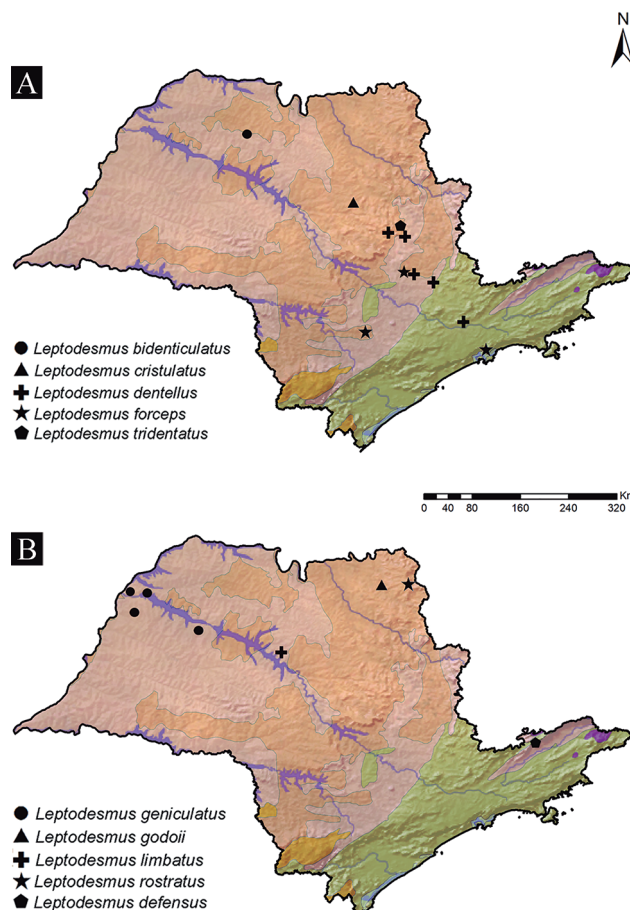 N
A
Leptodesmus bidenticulatus
Leptodesmus cristulatus
Leptodesmus dentellus
Leptodesmus forceps
Leptodesmus tridentatus
Km
0 40 80 160 240 320
B
Leptodesmus geniculatus
Leptodesmus godoii
Leptodesmus limbatus
Leptodesmus rostratus
Leptodesmus defensus